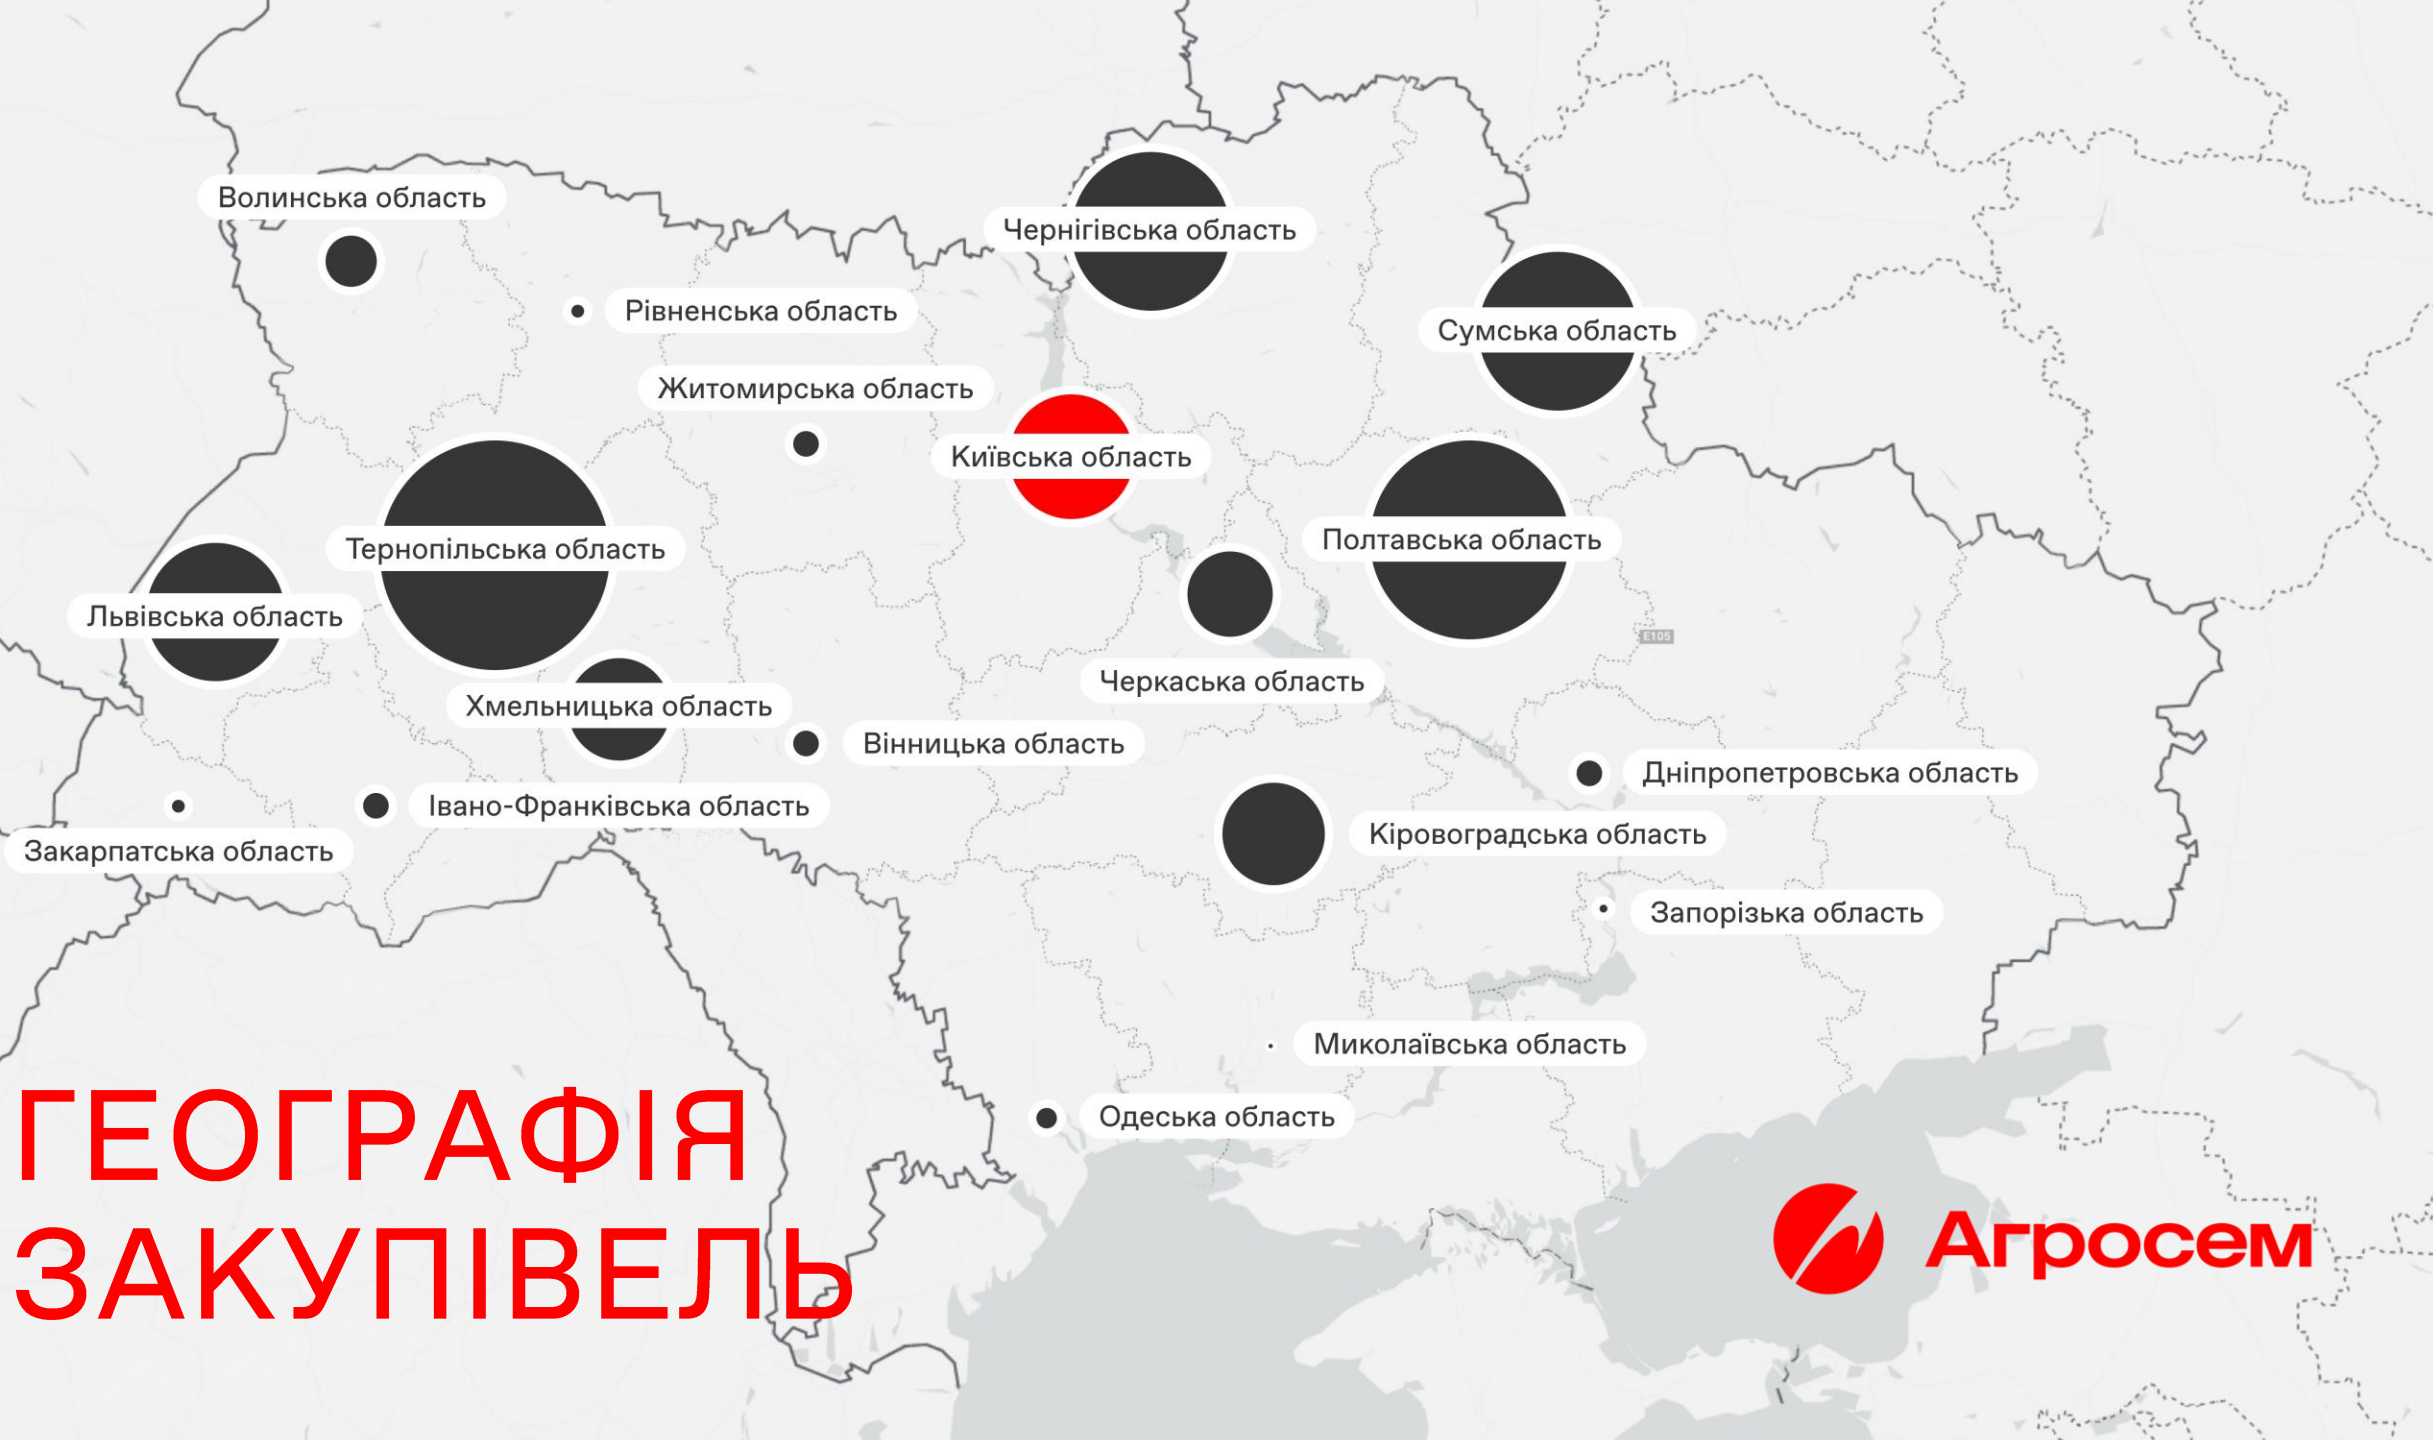 Волинська область
Чернігівська область
Рівненська область
Сумська область
Житомирська область
Київська область
Полтавська область
Тернопільська область
Львівська область
E105
Черкаська область
Хмельницька область
Вінницька область
Дніпропетровська область
Івано-Франківська область
Кіровоградська область
Закарпатська область
Запорізька область
Миколаївська область
Одеська область
ГЕОГРАФІЯ
ЗАКУПІВЕЛЬ
Агросем